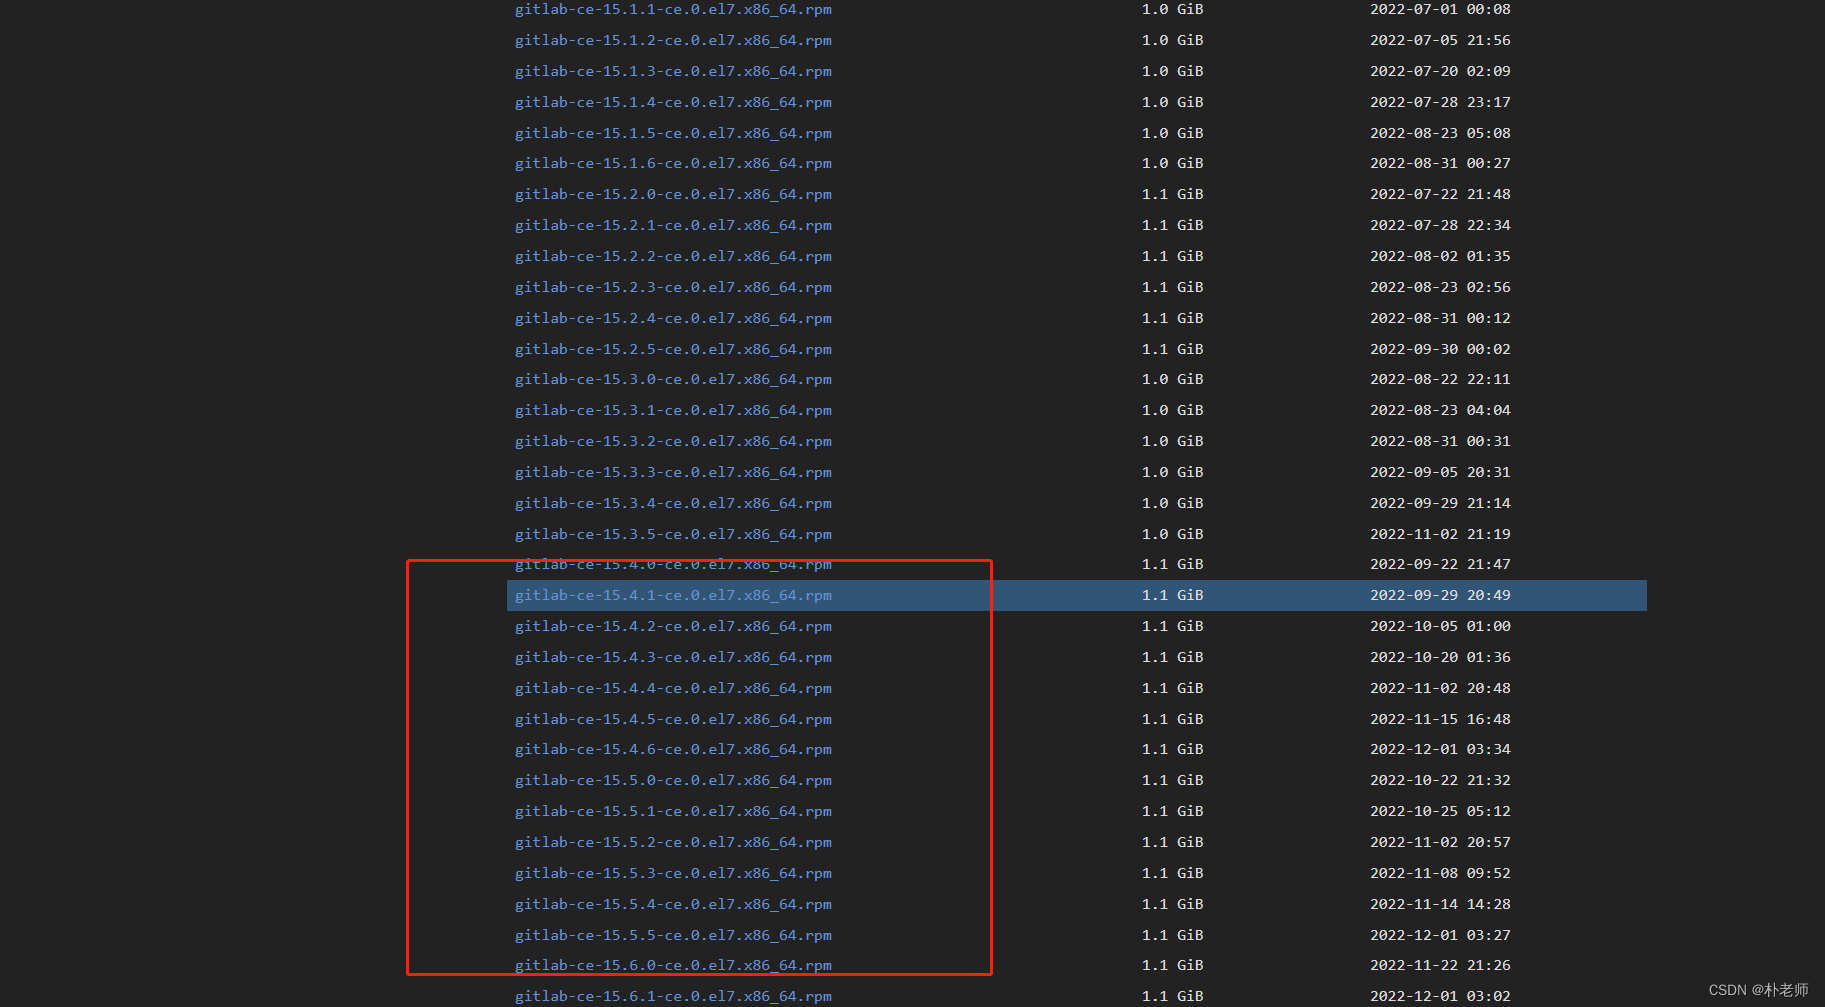 gitlab-ce-15.1.1-ce.0.el7.x86_64.rpm 1.0 GiB 2022-07-01 00:08
gitlab-ce-15.1.2-ce.0.el7.x86_64.rpm 1.0 GiB 2022-07-05 21:56
gitlab-ce-15.1.3-ce.0.el7.x86_64.rpm 1.0 GiB 2022-07-20 02:09
gitlab-ce-15.1.4-ce.0.el7.x86_64.rpm 1.0 GiB 2022-07-28 23:17
gitlab-ce-15.1.5-ce.0.el7.x86_64.rpm 1.0 GiB 2022-08-23 05:08
gitlab-ce-15.1.6-ce.0.el7.x86_64.rpm 1.0 GiB 2022-08-31 00:27
gitlab-ce-15.2.0-ce.0.el7.x86_64.rpm 1.1 GiB 2022-07-22 21:48
gitlab-ce-15.2.1-ce.0.el7.x86_64.rpm 1.1 GiB 2022-07-28 22:34
gitlab-ce-15.2.2-ce.0.el7.x86_64.rpm 1.1 GiB 2022-08-02 01:35
gitlab-ce-15.2.3-ce.0.el7.x86_64.rpm 1.1 GiB 2022-08-23 02:56
gitlab-ce-15.2.4-ce.0.el7.x86_64.rpm 1.1 GiB 2022-08-31 00:12
gitlab-ce-15.2.5-ce.0.el7.x86_64.rpm 1.1 GiB 2022-09-30 00:02
gitlab-ce-15.3.0-ce.0.el7.x86_64.rpm 1.0 GiB 2022-08-22 22:11
gitlab-ce-15.3.1-ce.0.el7.x86_64.rpm 1.0 GiB 2022-08-23 04:04
gitlab-ce-15.3.2-ce.0.el7.x86_64.rpm 1.0 GiB 2022-08-31 00:31
gitlab-ce-15.3.3-ce.0.el7.x86_64.rpm 1.0 GiB 2022-09-05 20:31
gitlab-ce-15.3.4-ce.0.el7.x86_64.rpm 1.0 GiB 2022-09-29 21:14
gitlab-ce-15.3.5-ce.0.el7.x86_64.rpm 1.0 GiB 2022-11-02 21:19
gitlab-ce-15.4.0-ce.0.el7.x86_64.rpm 1.1 GiB 2022-09-22 21:47
gitlab-ce-15.4.1-ce.0.el7.x86_64.rpm 1.1 GiB 2022-09-29 20:49
gitlab-ce-15.4.2-ce.0.el7.x86_64.rpm 1.1 GiB 2022-10-05 01:00
gitlab-ce-15.4.3-ce.0.el7.x86_64.rpm 1.1 GiB 2022-10-20 01:36
gitlab-ce-15.4.4-ce.0.el7.x86_64.rpm 1.1 GiB 2022-11-02 20:48
gitlab-ce-15.4.5-ce.0.el7.x86_64.rpm 1.1 GiB 2022-11-15 16:48
gitlab-ce-15.4.6-ce.0.el7.x86_64.rpm 1.1 GiB 2022-12-01 03:34
gitlab-ce-15.5.0-ce.0.el7.x86_64.rpm 1.1 GiB 2022-10-22 21:32
gitlab-ce-15.5.1-ce.0.el7.x86_64.rpm 1.1 GiB 2022-10-25 05:12
gitlab-ce-15.5.2-ce.0.el7.x86_64.rpm 1.1 GiB 2022-11-02 20:57
gitlab-ce-15.5.3-ce.0.el7.x86_64.rpm 1.1 GiB 2022-11-08 09:52
gitlab-ce-15.5.4-ce.0.el7.x86_64.rpm 1.1 GiB 2022-11-14 14:28
gitlab-ce-15.5.5-ce.0.el7.x86_64.rpm 1.1 GiB 2022-12-01 03:27
gitlab-ce-15.6.0-ce.0.el7.x86_64.rpm 1.1 GiB 2022-11-22 21:26
gitlab-ce-15.6.1-ce.0.el7.x86_64.rpm 1.1 GiB 2022-12-01 03:02
CSDN @朴老师